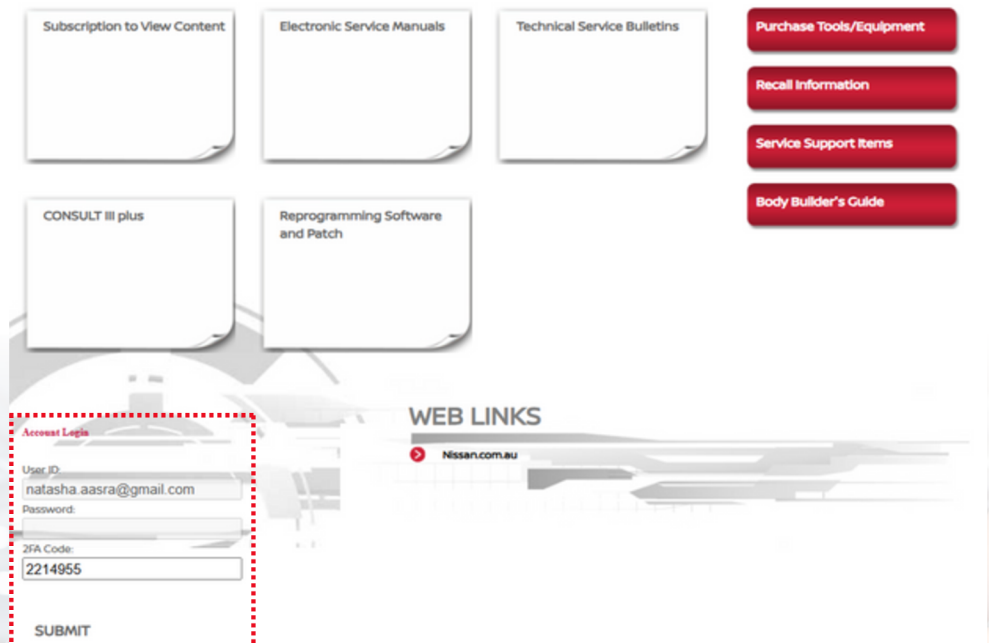 Subscription to View Content
Electronic Service Manuals
Technical Service Bulletins
Purchase Tools/Equipment
Recall Information
Service Support Items
Body Builder's Guide
CONSULT III plus
Reprogramming Software
and Patch
WEB LINKS
Nissan.com.au
Account Login
User ID:
natasha.aasra@gmail.com
Password:
2FA Code:
2214955
SUBMIT